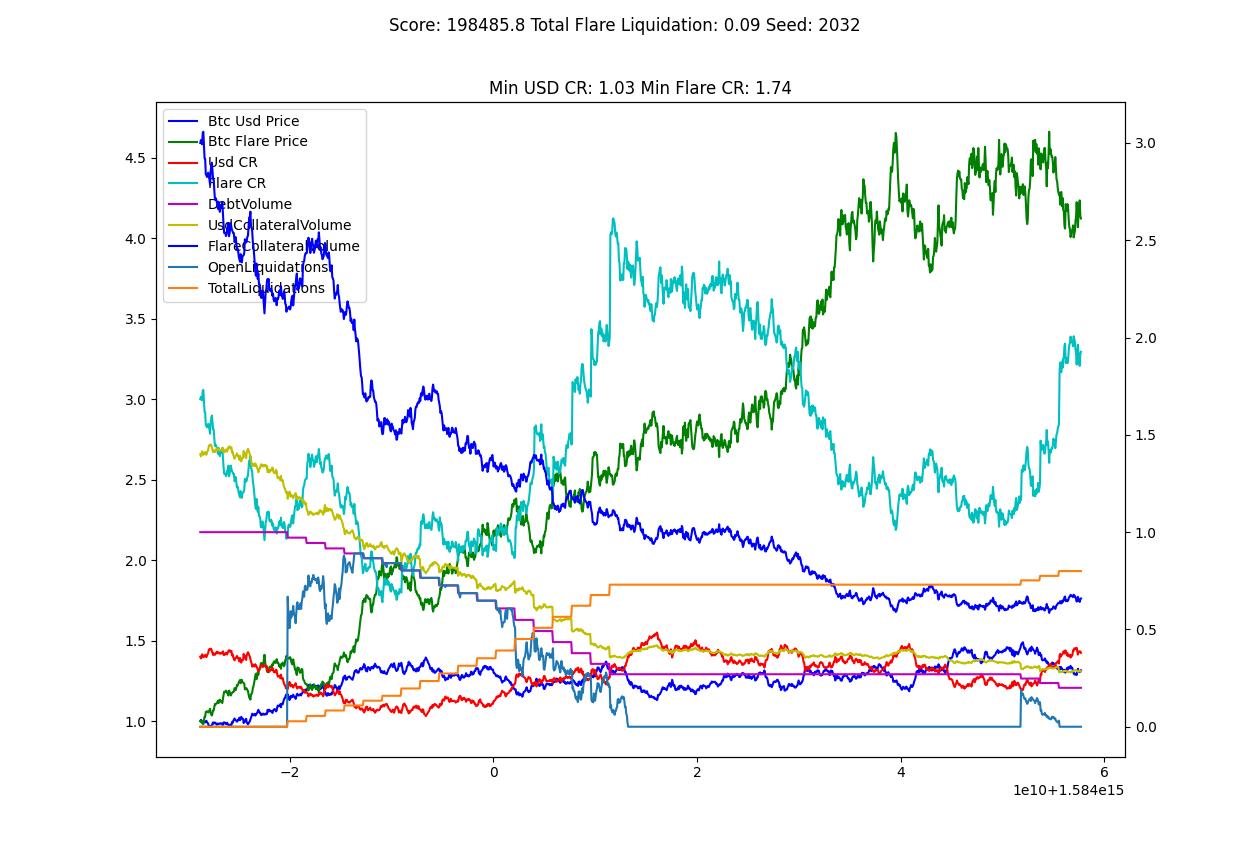 Score: 198485.8 Total Flare Liquidation: 0.09 Seed: 2032
Min USD CR: 1.03 Min Flare CR: 1.74
Btc Usd Price
Btc Flare Price
Usd CR
Flare CR
DebtVolume
UsdCollateralVolume
FlareCollateralVolume
OpenLiquidations
TotalLiquidations
4.5
4.0
3.5
3.0
2.5
2.0
1.5
1.0
3.0
2.5
2.0
1.5
1.0
0.5
0.0
−2 0 2 4 6
1e10+1.584e15